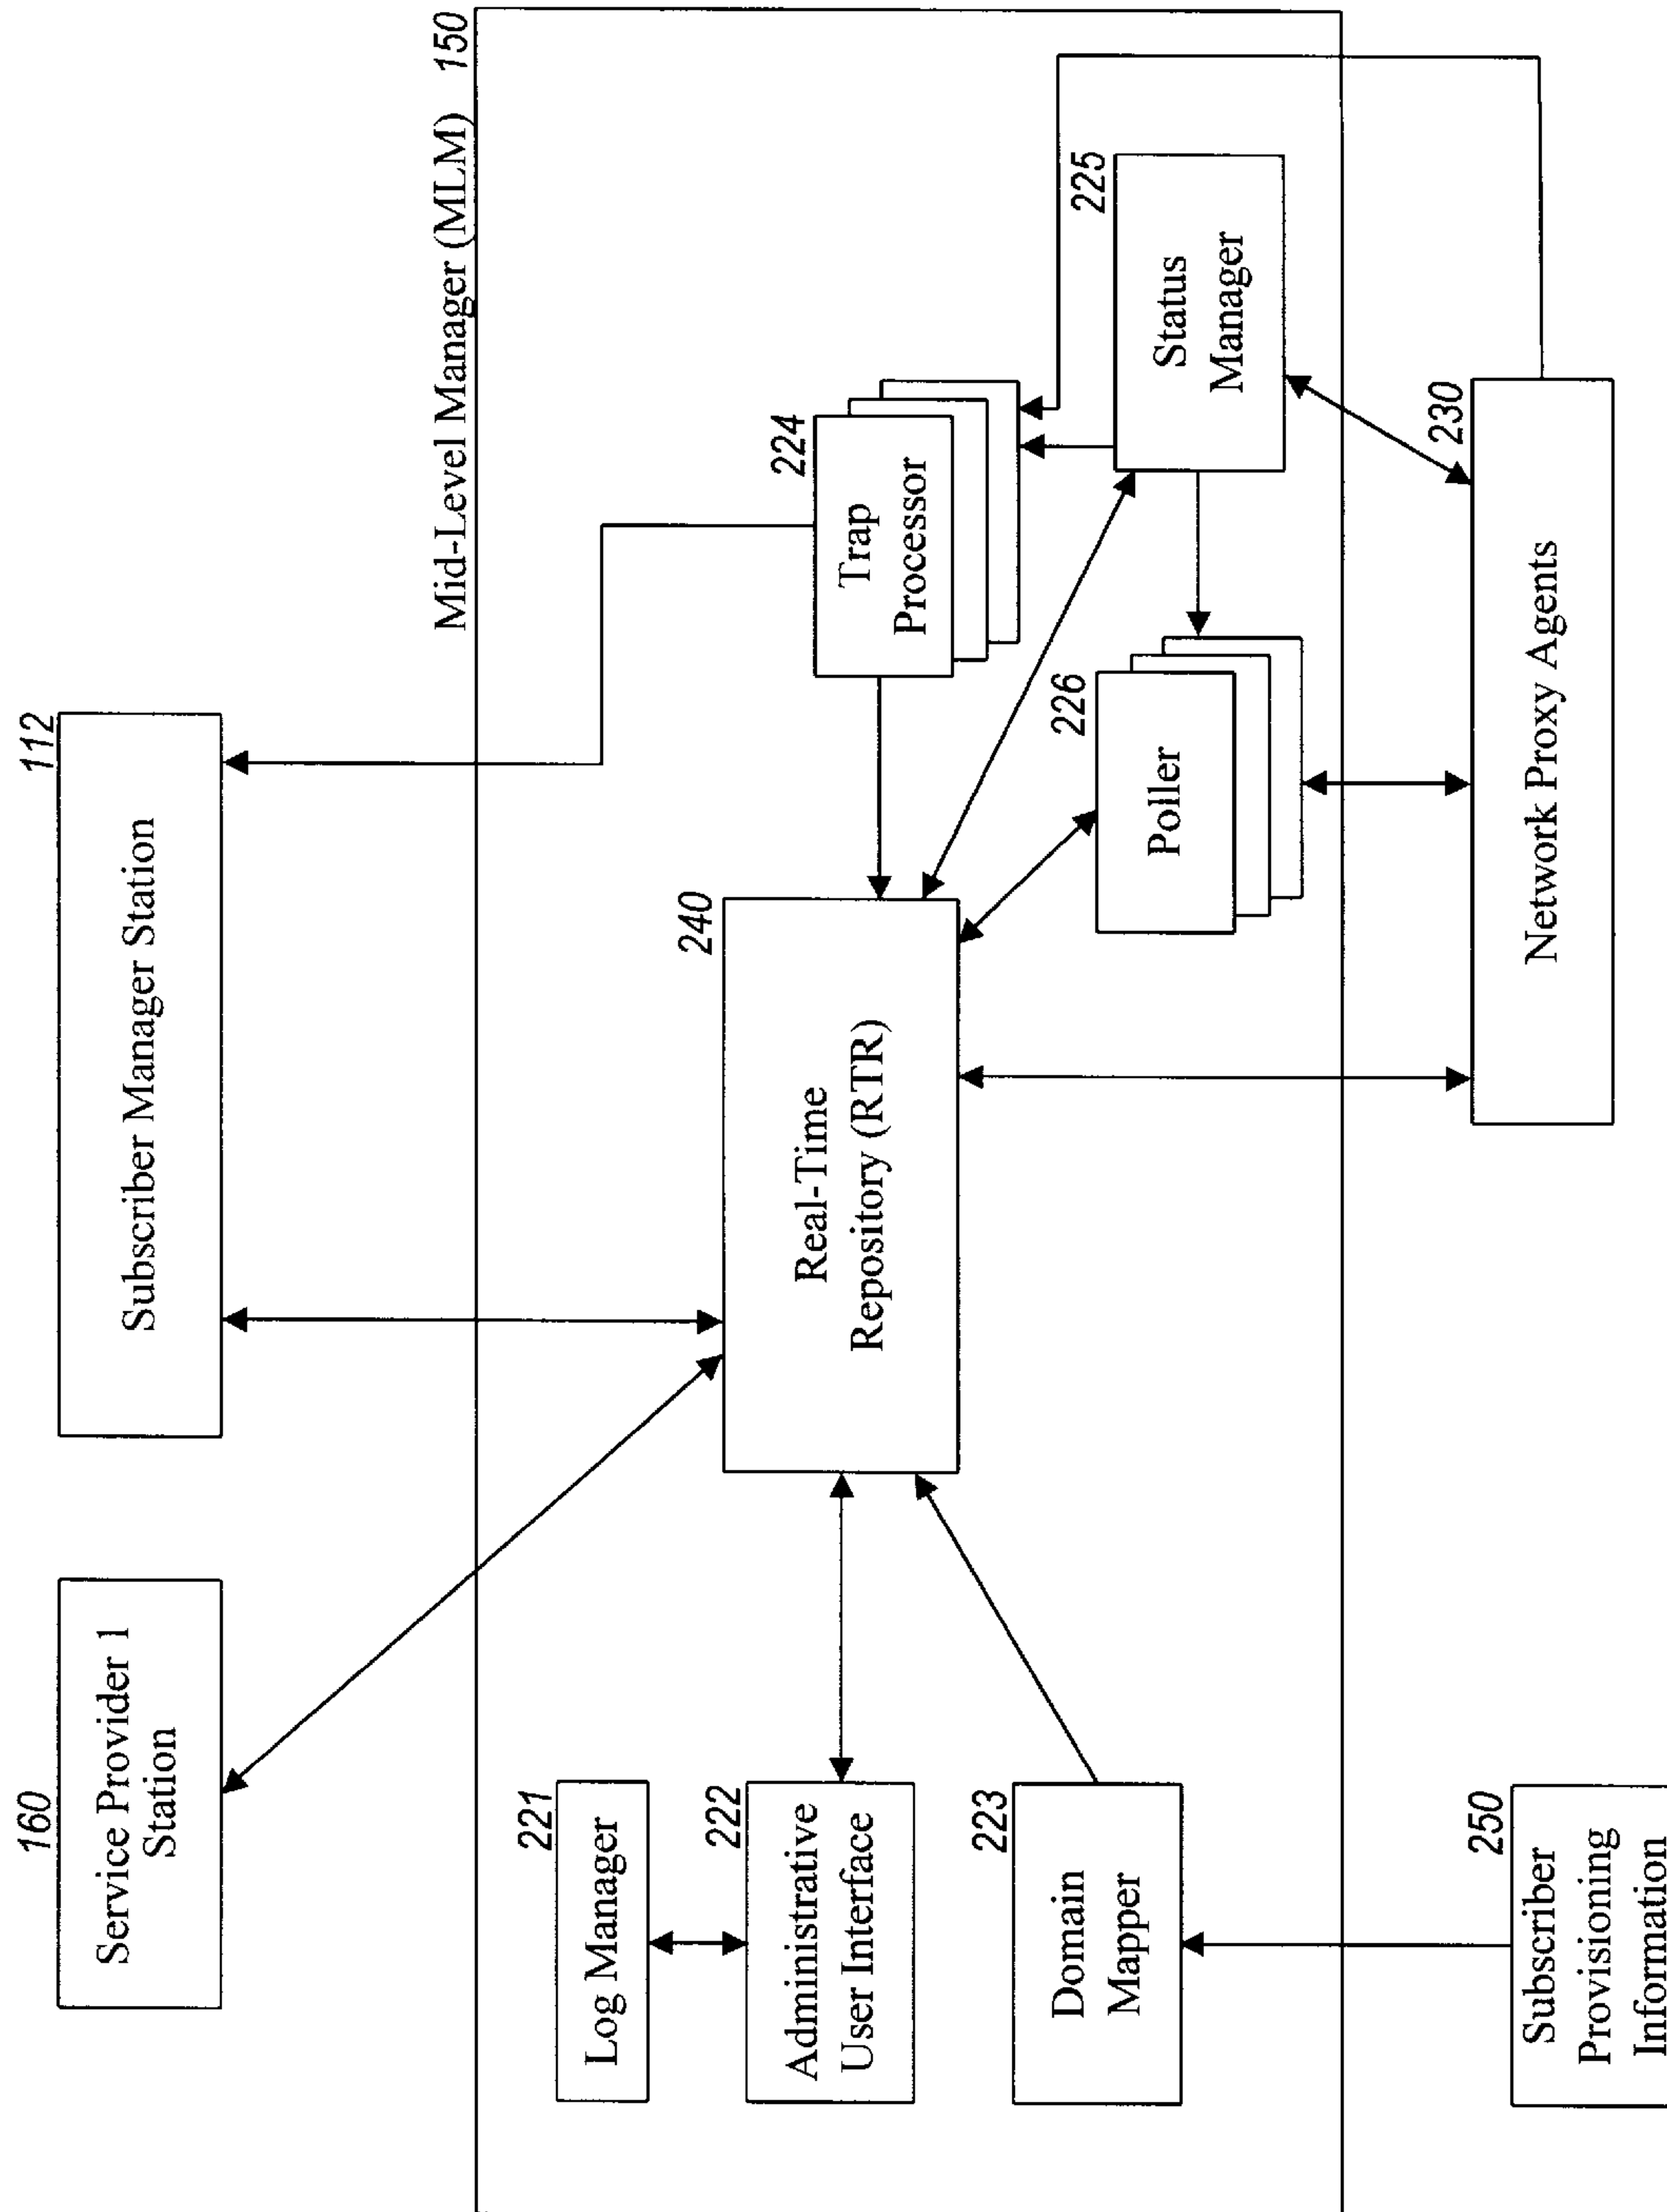 160
Service Provider 1
Station
112
Subscriber Manager Station
Mid-Level Manager (MLM) 150
221
Log Manager
222
Administrative
User Interface
223
Domain
Mapper
240
Real-Time
Repository (RTR)
224
Trap
Processor
226
Poller
225
Status
Manager
250
Subscriber
Provisioning
Information
230
Network Proxy Agents